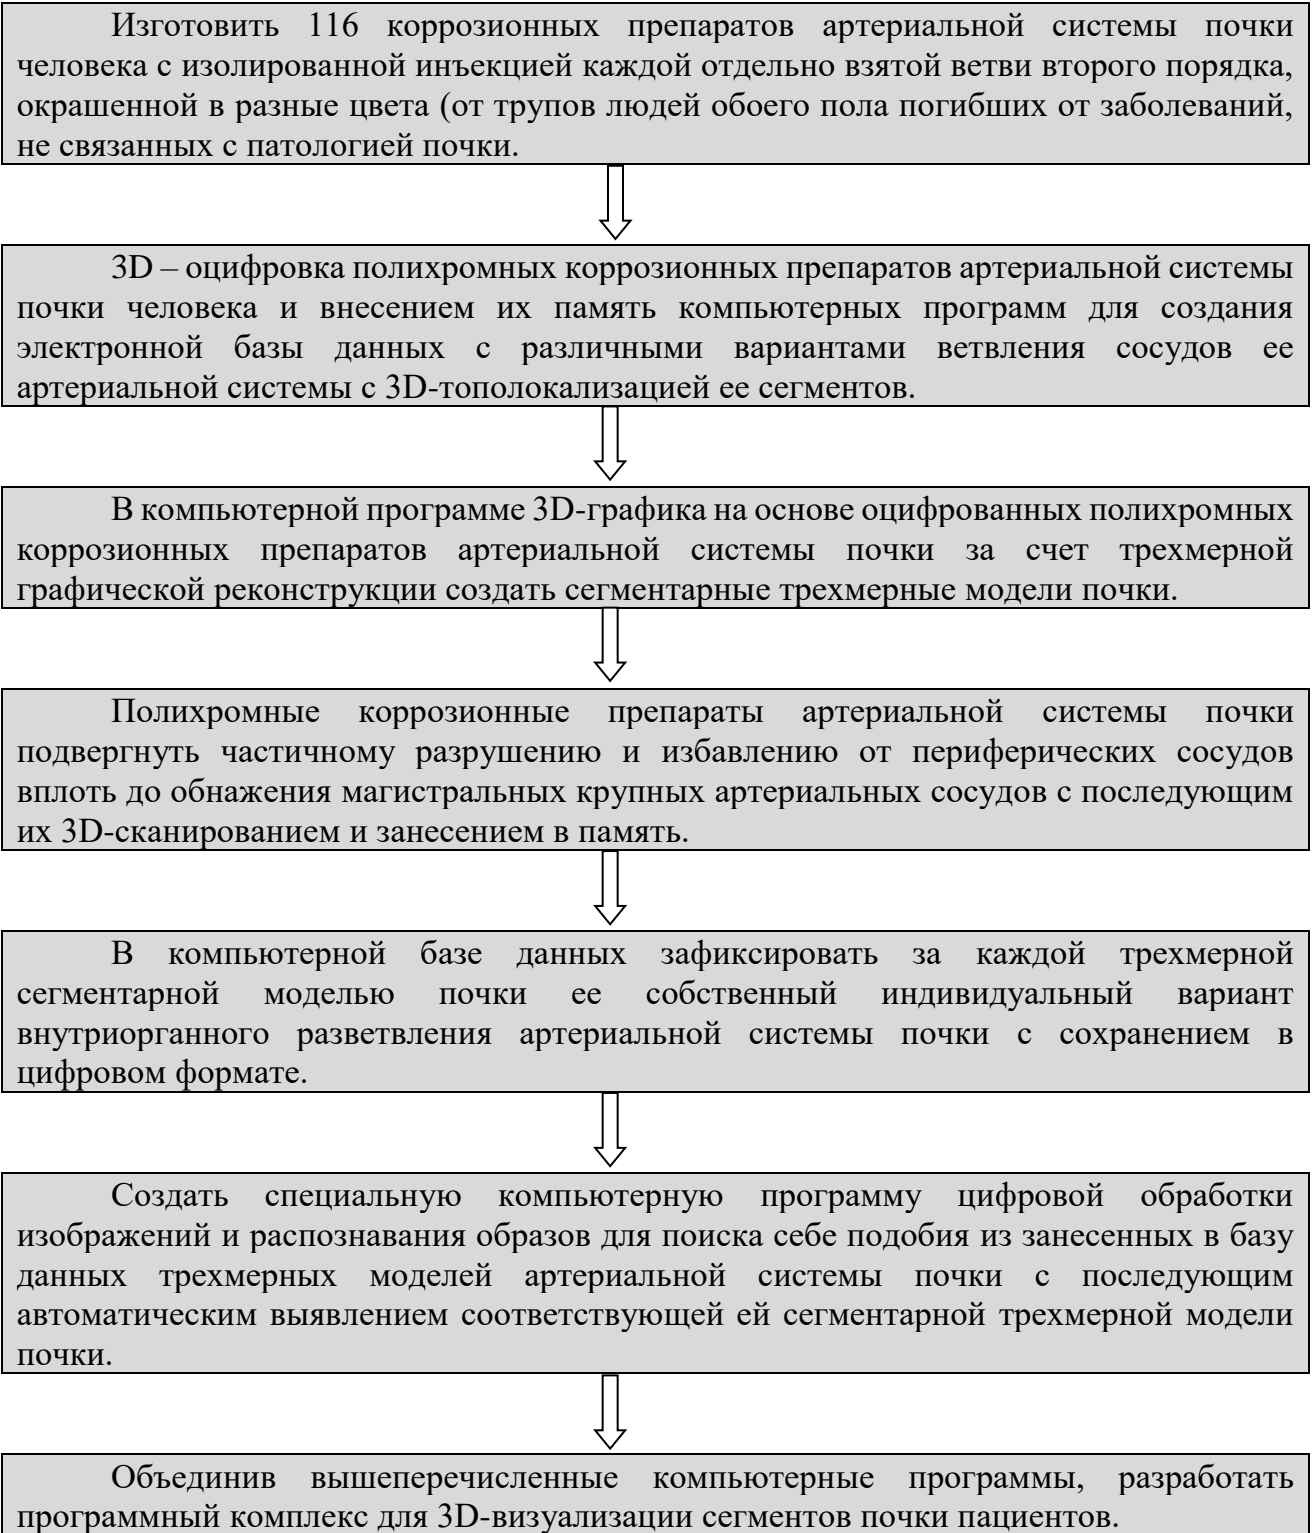 Изготовить 116 коррозионных препаратов артериальной системы почки
человека с изолированной инъекцией каждой отдельно взятой ветви второго порядка,
окрашенной в разные цвета (от трупов людей обоего пола погибших от заболеваний,
не связанных с патологией почки.
3D – оцифровка полихромных коррозионных препаратов артериальной системы
почки человека и внесением их память компьютерных программ для создания
электронной базы данных с различными вариантами ветвления сосудов ее
артериальной системы с 3D-тополокализацией ее сегментов.
В компьютерной программе 3D-графика на основе оцифрованных полихромных
коррозионных препаратов артериальной системы почки за счет трехмерной
графической реконструкции создать сегментарные трехмерные модели почки.
Полихромные коррозионные препараты артериальной системы почки
подвергнуть частичному разрушению и избавлению от периферических сосудов
вплоть до обнажения магистральных крупных артериальных сосудов с последующим
их 3D-сканированием и занесением в память.
В компьютерной базе данных зафиксировать за каждой трехмерной
сегментарной моделью почки ее собственный индивидуальный вариант
внутриорганного разветвления артериальной системы почки с сохранением в
цифровом формате.
Создать специальную компьютерную программу цифровой обработки
изображений и распознавания образов для поиска себе подобия из занесенных в базу
данных трехмерных моделей артериальной системы почки с последующим
автоматическим выявлением соответствующей ей сегментарной трехмерной модели
почки.
Объединив вышеперечисленные компьютерные программы, разработать
программный комплекс для 3D-визуализации сегментов почки пациентов.